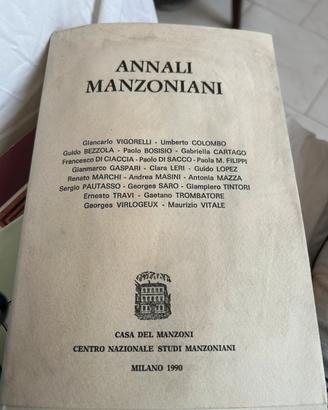 ANNALI
MANZONIANI
Giancarlo VIGORELLI - Umberto COLOMBO
Guido BEZZOLA - Paolo BOSISIO - Gabriella CARTAGO
Francesco DI CIACCIA - Paolo DI SACCO - Paola M. FILIPPI
Gianmarco GASPARI - Clara LERI - Guido LOPEZ
Renato MARCHI - Andrea MASINI - Antonia MAZZA
Sergio PAUTASSO - Georges SARO - Giampiero TINTORI
Ernesto TRAVI - Gaetano TROMBATORE
Georges VIRLOGEUX - Maurizio VITALE
CASA DEL MANZONI
CENTRO NAZIONALE STUDI MANZONIANI
MILANO 1990